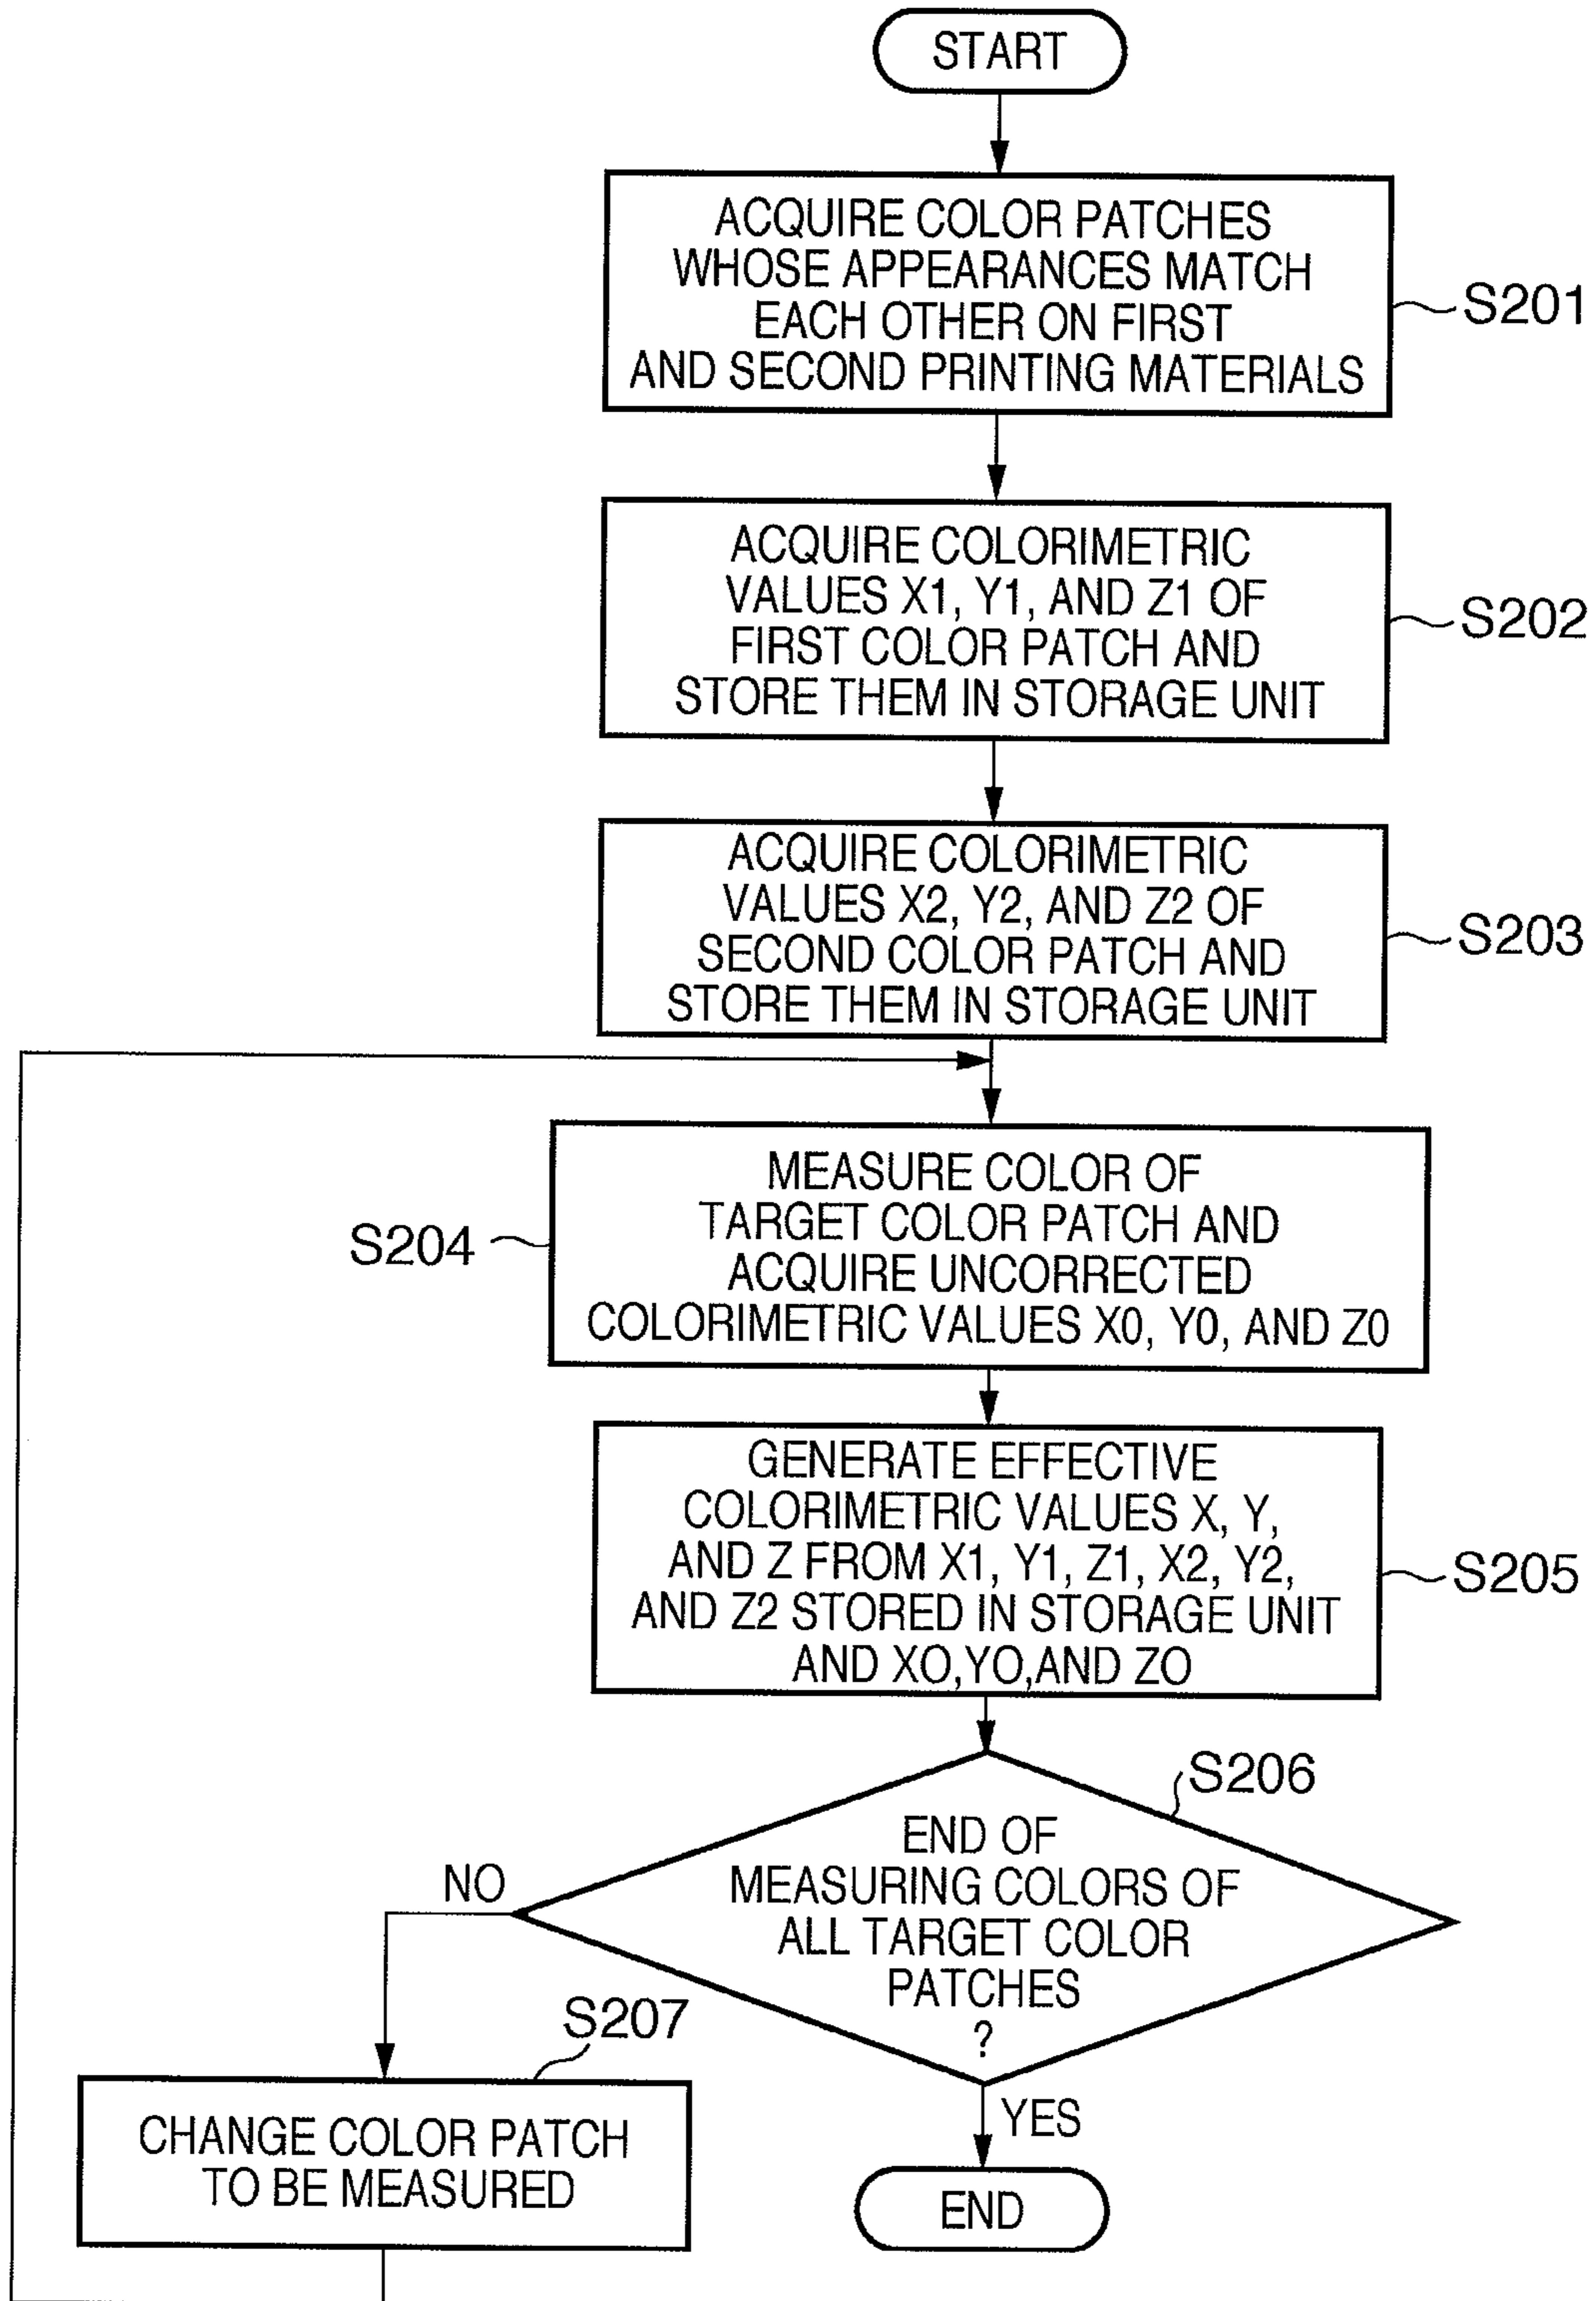 START
ACQUIRE COLOR PATCHES
WHOSE APPEARANCES MATCH
EACH OTHER ON FIRST
AND SECOND PRINTING MATERIALS
S201
ACQUIRE COLORIMETRIC
VALUES X1, Y1, AND Z1 OF
FIRST COLOR PATCH AND
STORE THEM IN STORAGE UNIT
S202
ACQUIRE COLORIMETRIC
VALUES X2, Y2, AND Z2 OF
SECOND COLOR PATCH AND
STORE THEM IN STORAGE UNIT
S203
MEASURE COLOR OF
TARGET COLOR PATCH AND
ACQUIRE UNCORRECTED
COLORIMETRIC VALUES X0, Y0, AND Z0
S204
GENERATE EFFECTIVE
COLORIMETRIC VALUES X, Y,
AND Z FROM X1, Y1, Z1, X2, Y2,
AND Z2 STORED IN STORAGE UNIT
AND XO,YO,AND ZO
S205
S206
END OF
MEASURING COLORS OF
ALL TARGET COLOR
PATCHES
?
NO
S207
CHANGE COLOR PATCH
TO BE MEASURED
YES
END